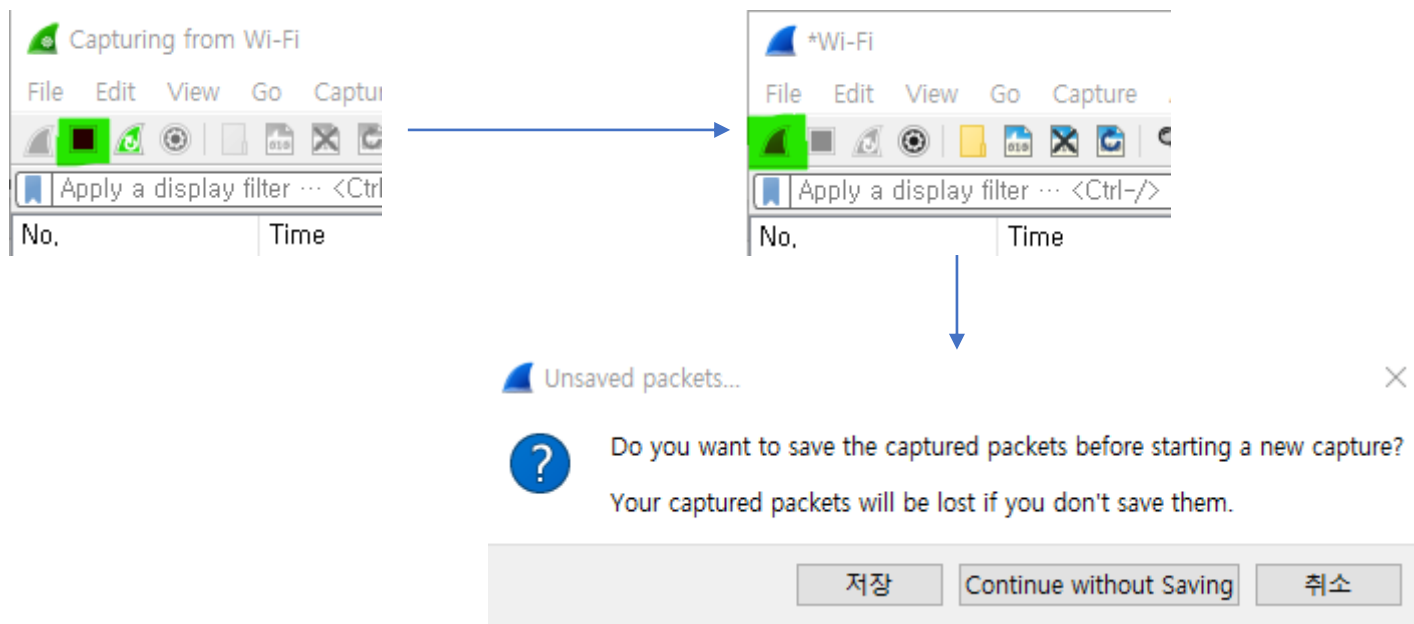 Capturing from Wi-Fi
File Edit View Go Captur
Apply a display filter ... <Ctrl
No. Time
*Wi-Fi
File Edit View Go Capture
Apply a display filter ... <Ctrl-/>
No. Time
Unsaved packets...
Do you want to save the captured packets before starting a new capture?
Your captured packets will be lost if you don't save them.
저장 Continue without Saving 취소